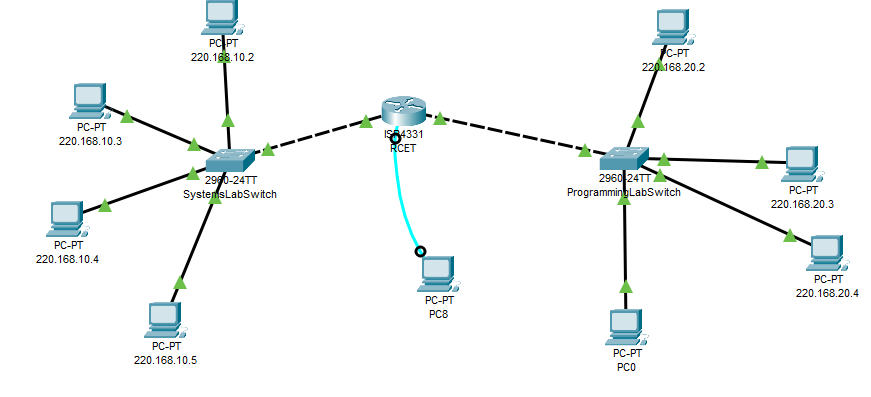 PC-PT
220.168.10.2
PC-PT
220.168.10.3
PC-PT
220.168.10.4
PC-PT
220.168.10.5
2960-24TT
SystemsLabSwitch
ISR4331
RCET
PC-PT
PC8
2960-24TT
ProgrammingLabSwitch
PC-PT
220.168.20.2
PC-PT
220.168.20.3
PC-PT
220.168.20.4
PC-PT
PC0